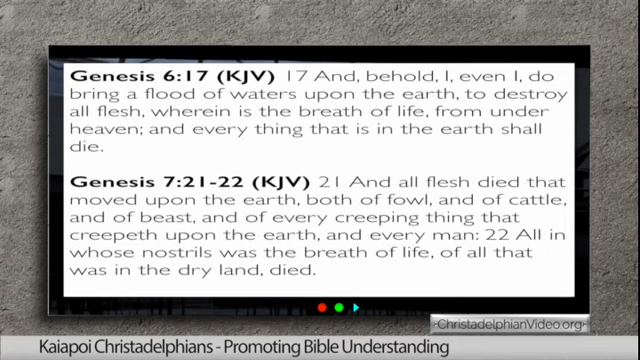 Genesis 6:17 (KJV) 17 And, behold, I, even I, do
bring a flood of waters upon the earth, to destroy
all flesh, wherein is the breath of life, from under
heaven; and every thing that is in the earth shall
die.
Genesis 7:21-22 (KJV) 21 And all flesh died that
moved upon the earth, both of fowl, and of cattle,
and of beast, and of every creeping thing that
creepeth upon the earth, and every man: 22 All in
whose nostrils was the breath of life, of all that
was in the dry land, died.
ChristadelphianVideo.org
Kaiapoi Christadelphians - Promoting Bible Understanding